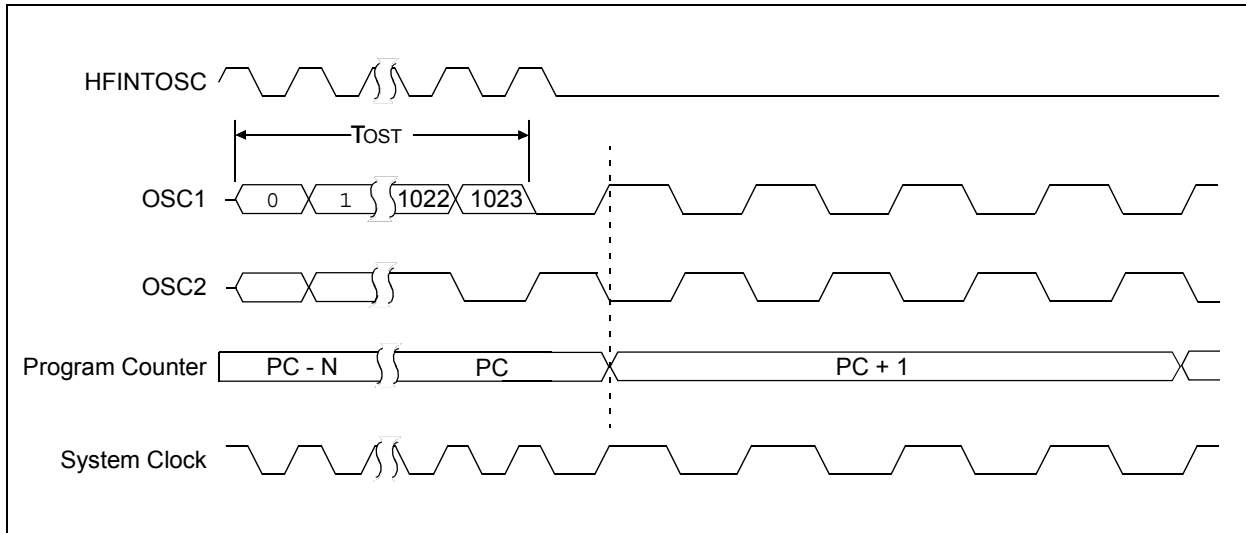 HFINTOSC
TOST
OSC1
0 1 1022 1023
OSC2
Program Counter
PC - N PC PC + 1
System Clock